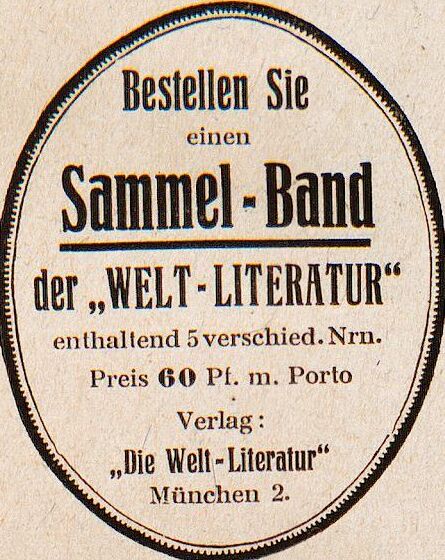 Bestellen Sie
einen
Sammel-Band
der „WELT-LITERATUR“
enthaltend 5 verschied. Nrn.
Preis 60 Pf. m. Porto
Verlag:
„Die Welt-Literatur“
München 2.